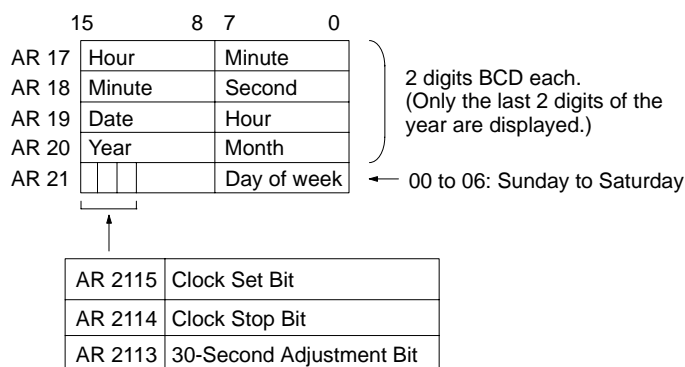 15 8 7 0
AR 17 Hour Minute
AR 18 Minute Second
AR 19 Date Hour
AR 20 Year Month
AR 21 Day of week
2 digits BCD each.
(Only the last 2 digits of the
year are displayed.)
00 to 06: Sunday to Saturday
AR 2115 Clock Set Bit
AR 2114 Clock Stop Bit
AR 2113 30-Second Adjustment Bit